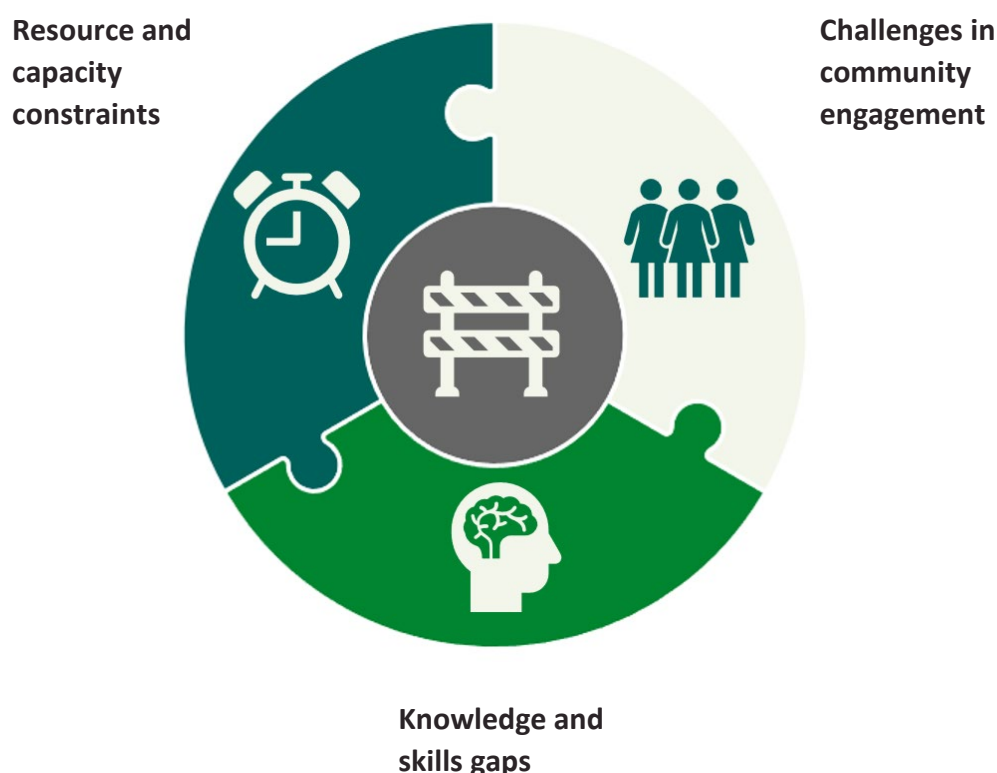 Resource and
capacity
constraints
Challenges in
community
engagement
Knowledge and
skills gaps